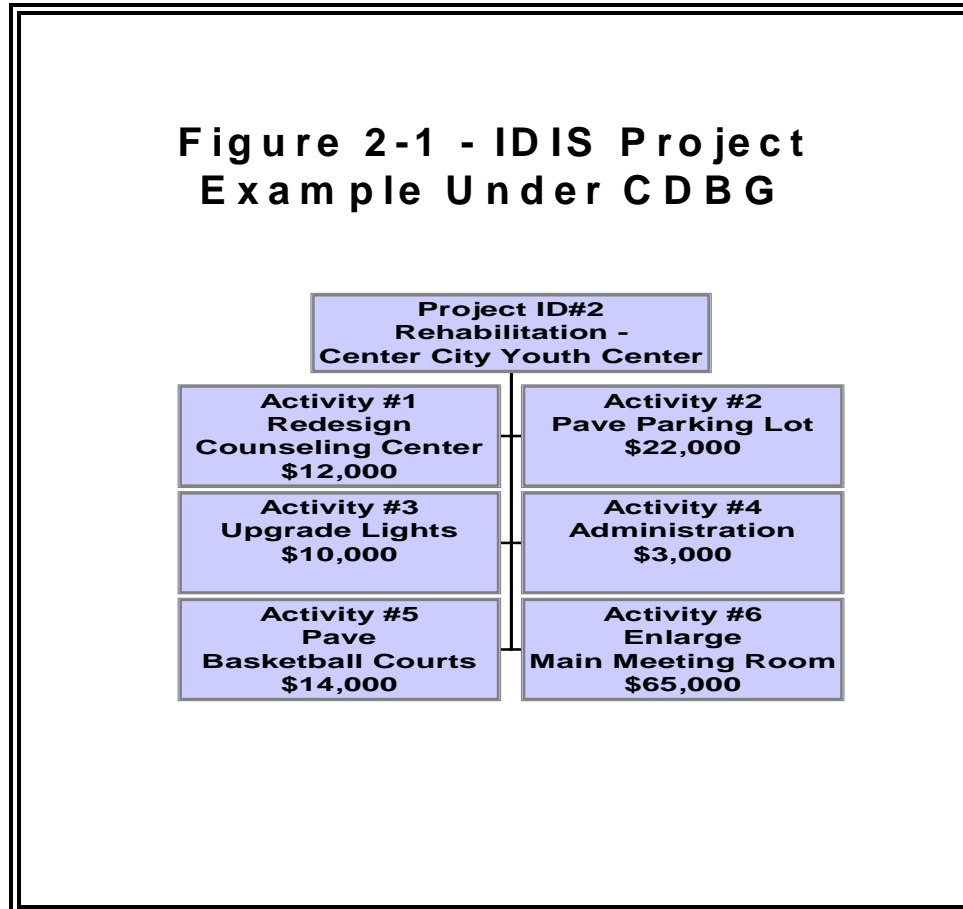 Figure 2-1 - IDIS Project
Example Under CDBG
Project ID#2
Rehabilitation -
Center City Youth Center
Activity #1
Redesign
Counseling Center
$12,000
Activity #2
Pave Parking Lot
$22,000
Activity #3
Upgrade Lights
$10,000
Activity #4
Administration
$3,000
Activity #5
Pave
Basketball Courts
$14,000
Activity #6
Enlarge
Main Meeting Room
$65,000